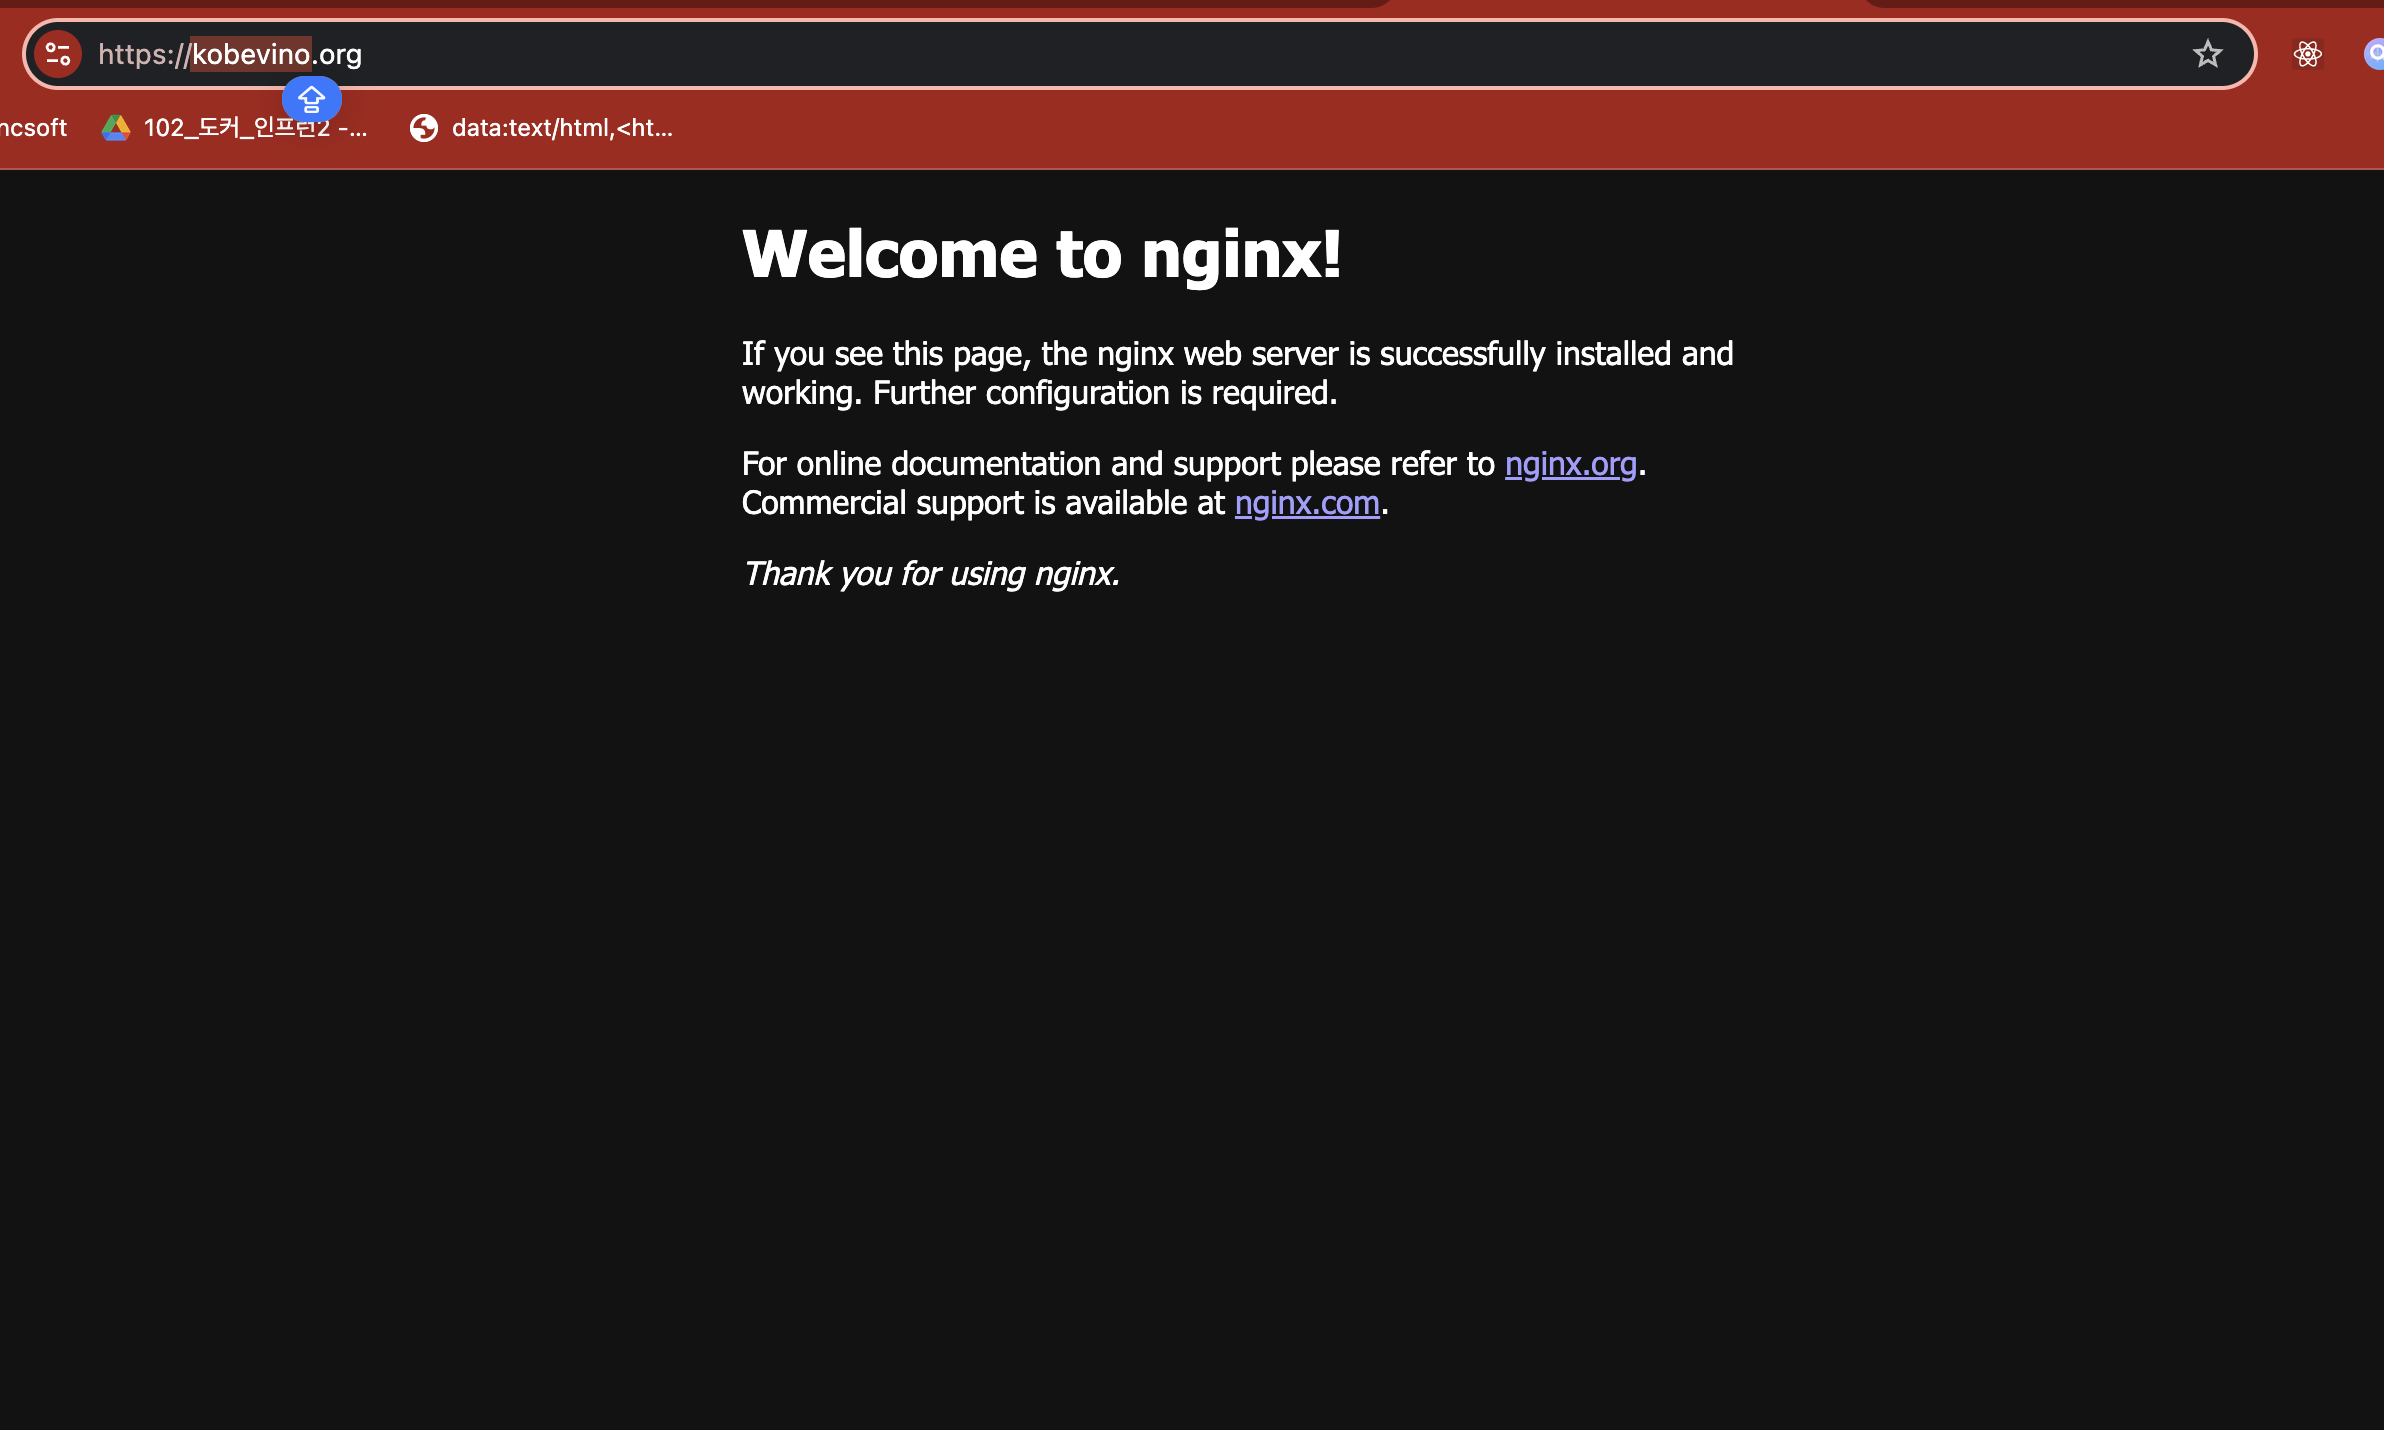 https://kobevino.org
ncsoft
102_도커_인프런2 -...
data:text/html,<ht...
Welcome to nginx!
If you see this page, the nginx web server is successfully installed and
working. Further configuration is required.
For online documentation and support please refer to nginx.org.
Commercial support is available at nginx.com.
Thank you for using nginx.